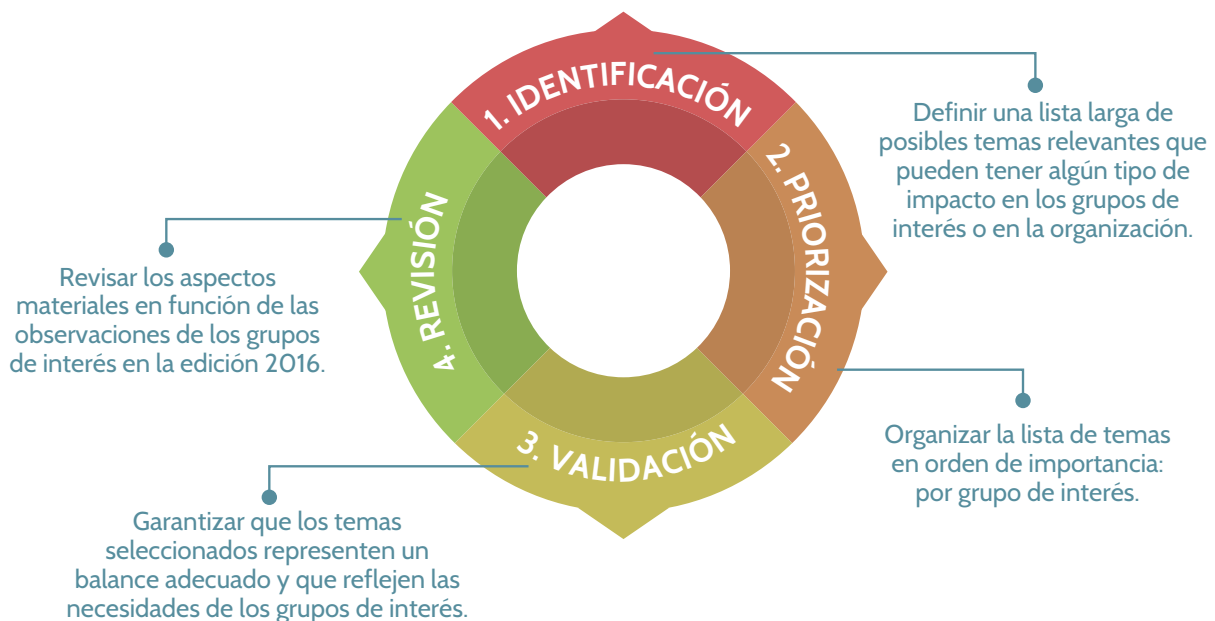 1. IDENTIFICACIÓN
Definir una lista larga de
posibles temas relevantes que
pueden tener algún tipo de
impacto en los grupos de
interés o en la organización.
2. PRIORIZACIÓN
Organizar la lista de temas
en orden de importancia:
por grupo de interés.
3. VALIDACIÓN
Garantizar que los temas
seleccionados representen un
balance adecuado y que reflejen las
necesidades de los grupos de interés.
4. REVISIÓN
Revisar los aspectos
materiales en función de las
observaciones de los grupos
de interés en la edición 2016.